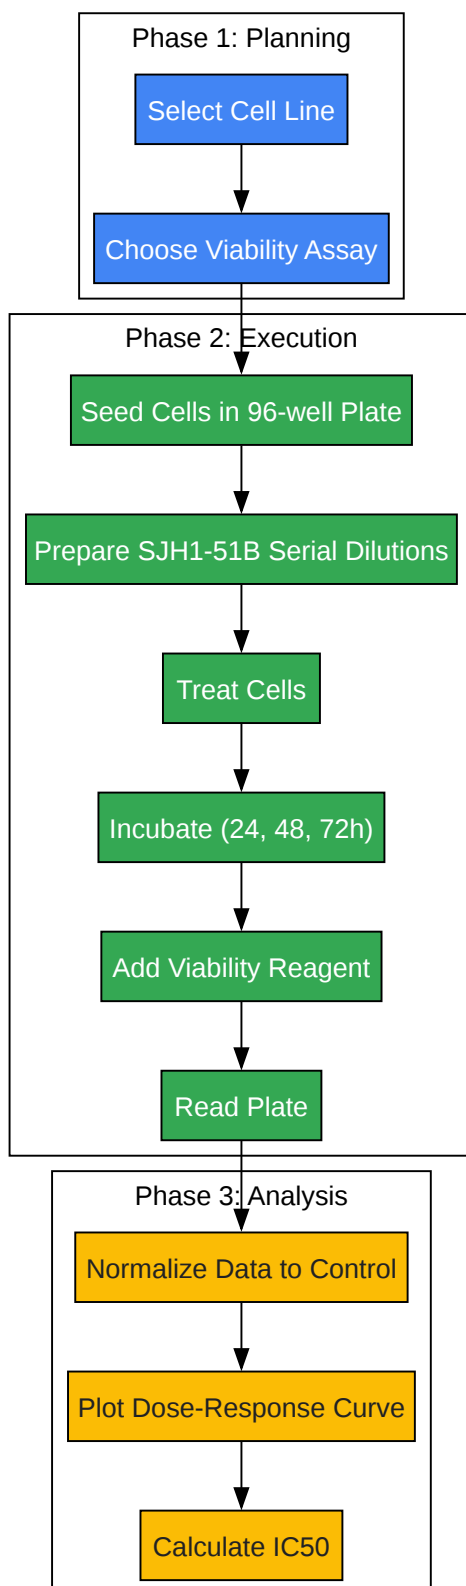 Phase 1: Planning
Select Cell Line
Choose Viability Assay
Phase 2: Execution
Seed Cells in 96-well Plate
Prepare SJH1-51B Serial Dilutions
Treat Cells
Incubate (24, 48, 72h)
Add Viability Reagent
Read Plate
Phase 3: Analysis
Normalize Data to Control
Plot Dose-Response Curve
Calculate IC50